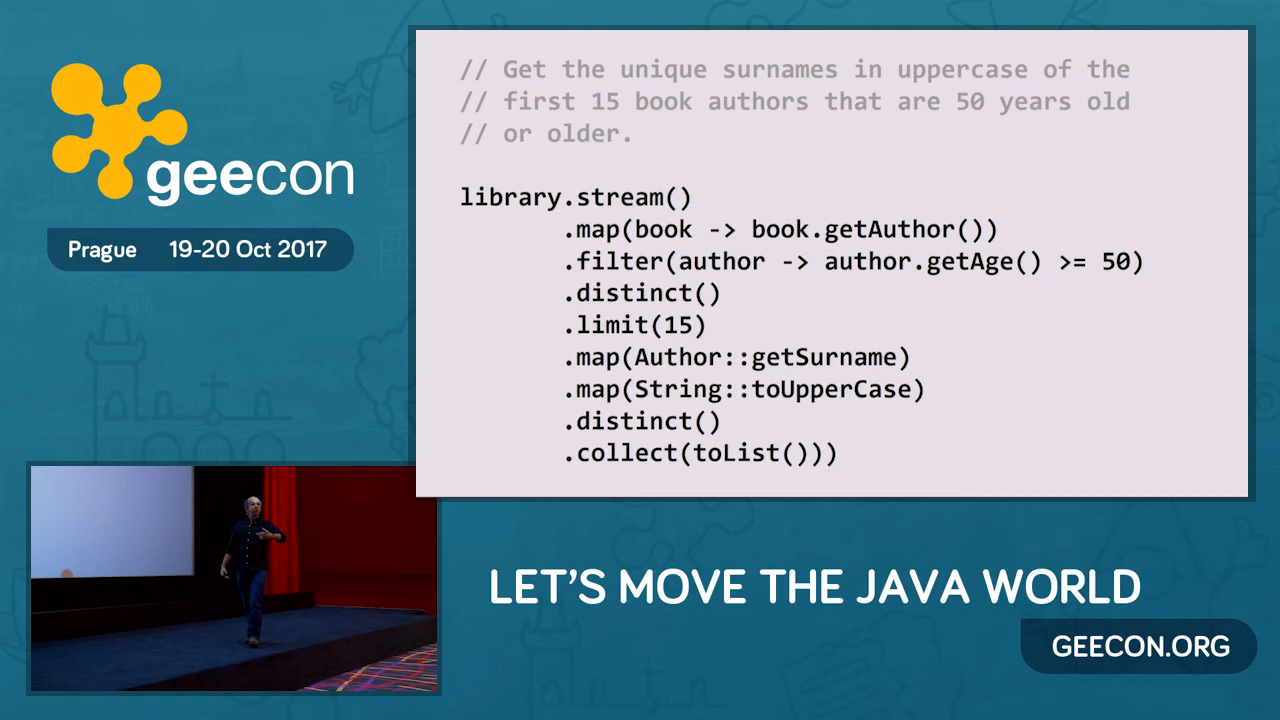 geecon
Prague 19-20 Oct 2017
// Get the unique surnames in uppercase of the
// first 15 book authors that are 50 years old
// or older.
library.stream()
.map(book -> book.getAuthor())
.filter(author -> author.getAge() >= 50)
.distinct()
.limit(15)
.map(Author::getSurname)
.map(String::toUpperCase)
.distinct()
.collect(toList()))
LET'S MOVE THE JAVA WORLD
GEECON.ORG